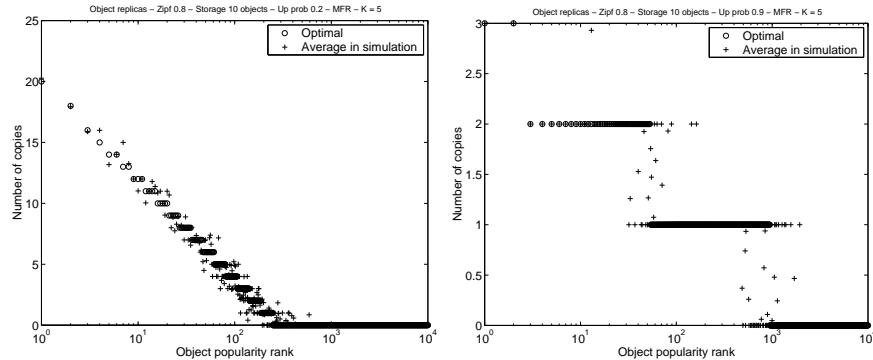 Object replicas – Zipf 0.8 – Storage 10 objects – Up prob 0.2 – MFR – K = 5
Optimal
Average in simulation
Number of copies
25
20
15
10
5
0
10^0
10^1
10^2
10^3
10^4
Object popularity rank
Object replicas – Zipf 0.8 – Storage 10 objects – Up prob 0.9 – MFR – K = 5
Optimal
Average in simulation
Number of copies
3
2.5
2
1.5
1
0.5
0
10^0
10^1
10^2
10^3
10^4
Object popularity rank